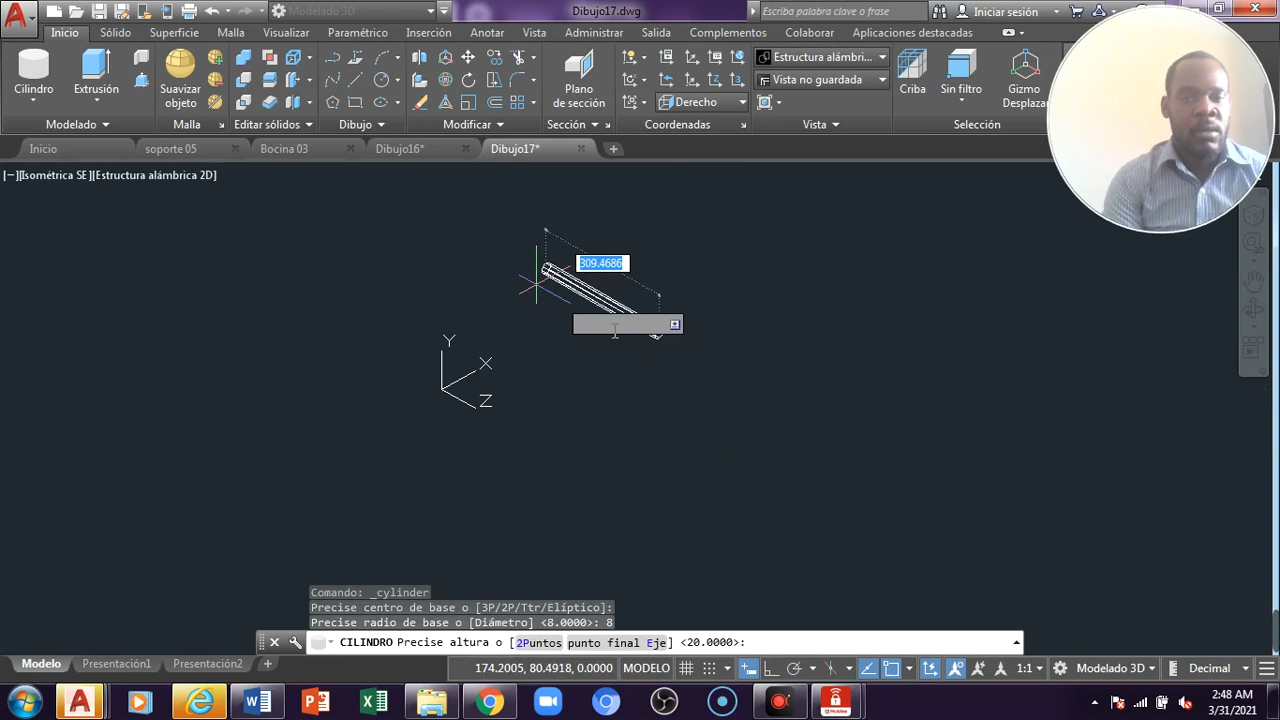 Modelado 3D
Dibujo17.dwg
Escriba palabra clave o frase
Iniciar sesión
Inicio Sólido Superficie Malla Visualizar Paramétrico Inserción Anotar Vista Administrar Salida Complementos Colaborar Aplicaciones destacadas
Cilindro
Extrusión
Suavizar
objeto
Plano
de sección
Estructura alámbri...
Vista no guardada
Derecho
Criba
Sin filtro
Gizmo
Desplaz
Modelado
Malla
Editar sólidos
Dibujo
Modificar
Sección
Coordenadas
Vista
Selección
Inicio
soporte 05
Bocina 03
Dibujo16*
Dibujo17*
[−][Isométrica SE][Estructura alámbrica 2D]
309.4686
Y
X
Z
Comando: _cylinder
Precise centro de base o [3P/2P/Ttr/Elíptico]:
Precise radio de base o [Diámetro] <8.0000>: 8
CILINDRO Precise altura o [2Puntos punto final Eje] <20.0000>:
Modelo Presentación1 Presentación2
174.2005, 80.4918, 0.0000 MODELO 1:1 Modelado 3D Decimal
2:48 AM
3/31/2021